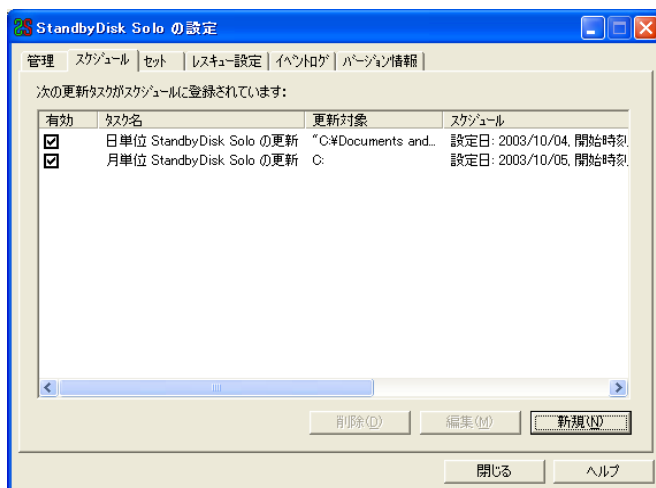 StandbyDisk Solo の設定
管理 スケジュール セット レスキュー設定 イベントログ バージョン情報
次の更新タスクがスケジュールに登録されています:
有効 タスク名 更新対象 スケジュール
日単位 StandbyDisk Solo の更新 "C:¥Documents and... 設定日: 2003/10/04, 開始時刻
月単位 StandbyDisk Solo の更新 C: 設定日: 2003/10/05, 開始時刻
削除(D) 編集(M) 新規(N)
閉じる ヘルプ